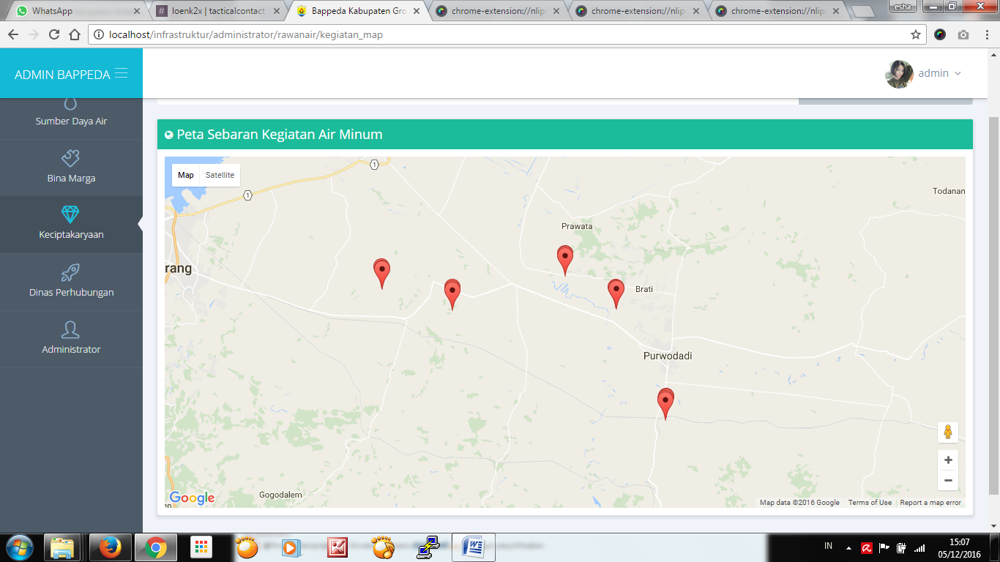 WhatsApp
loenk2x | tacticalcontact
Bappeda Kabupaten Gro
chrome-extension://nlip
chrome-extension://nlip
chrome-extension://nlip
esha
localhost/infrastruktur/administrator/rawanair/kegiatan_map
ADMIN BAPPEDA
admin
Sumber Daya Air
Bina Marga
Keciptakaryaan
Dinas Perhubungan
Administrator
Peta Sebaran Kegiatan Air Minum
Map
Satellite
1
1
Todanan
Prawata
rang
Brati
Purwodadi
Gogodalem
en
Google
Map data ©2016 Google
Terms of Use
Report a map error
IN
15:07
05/12/2016